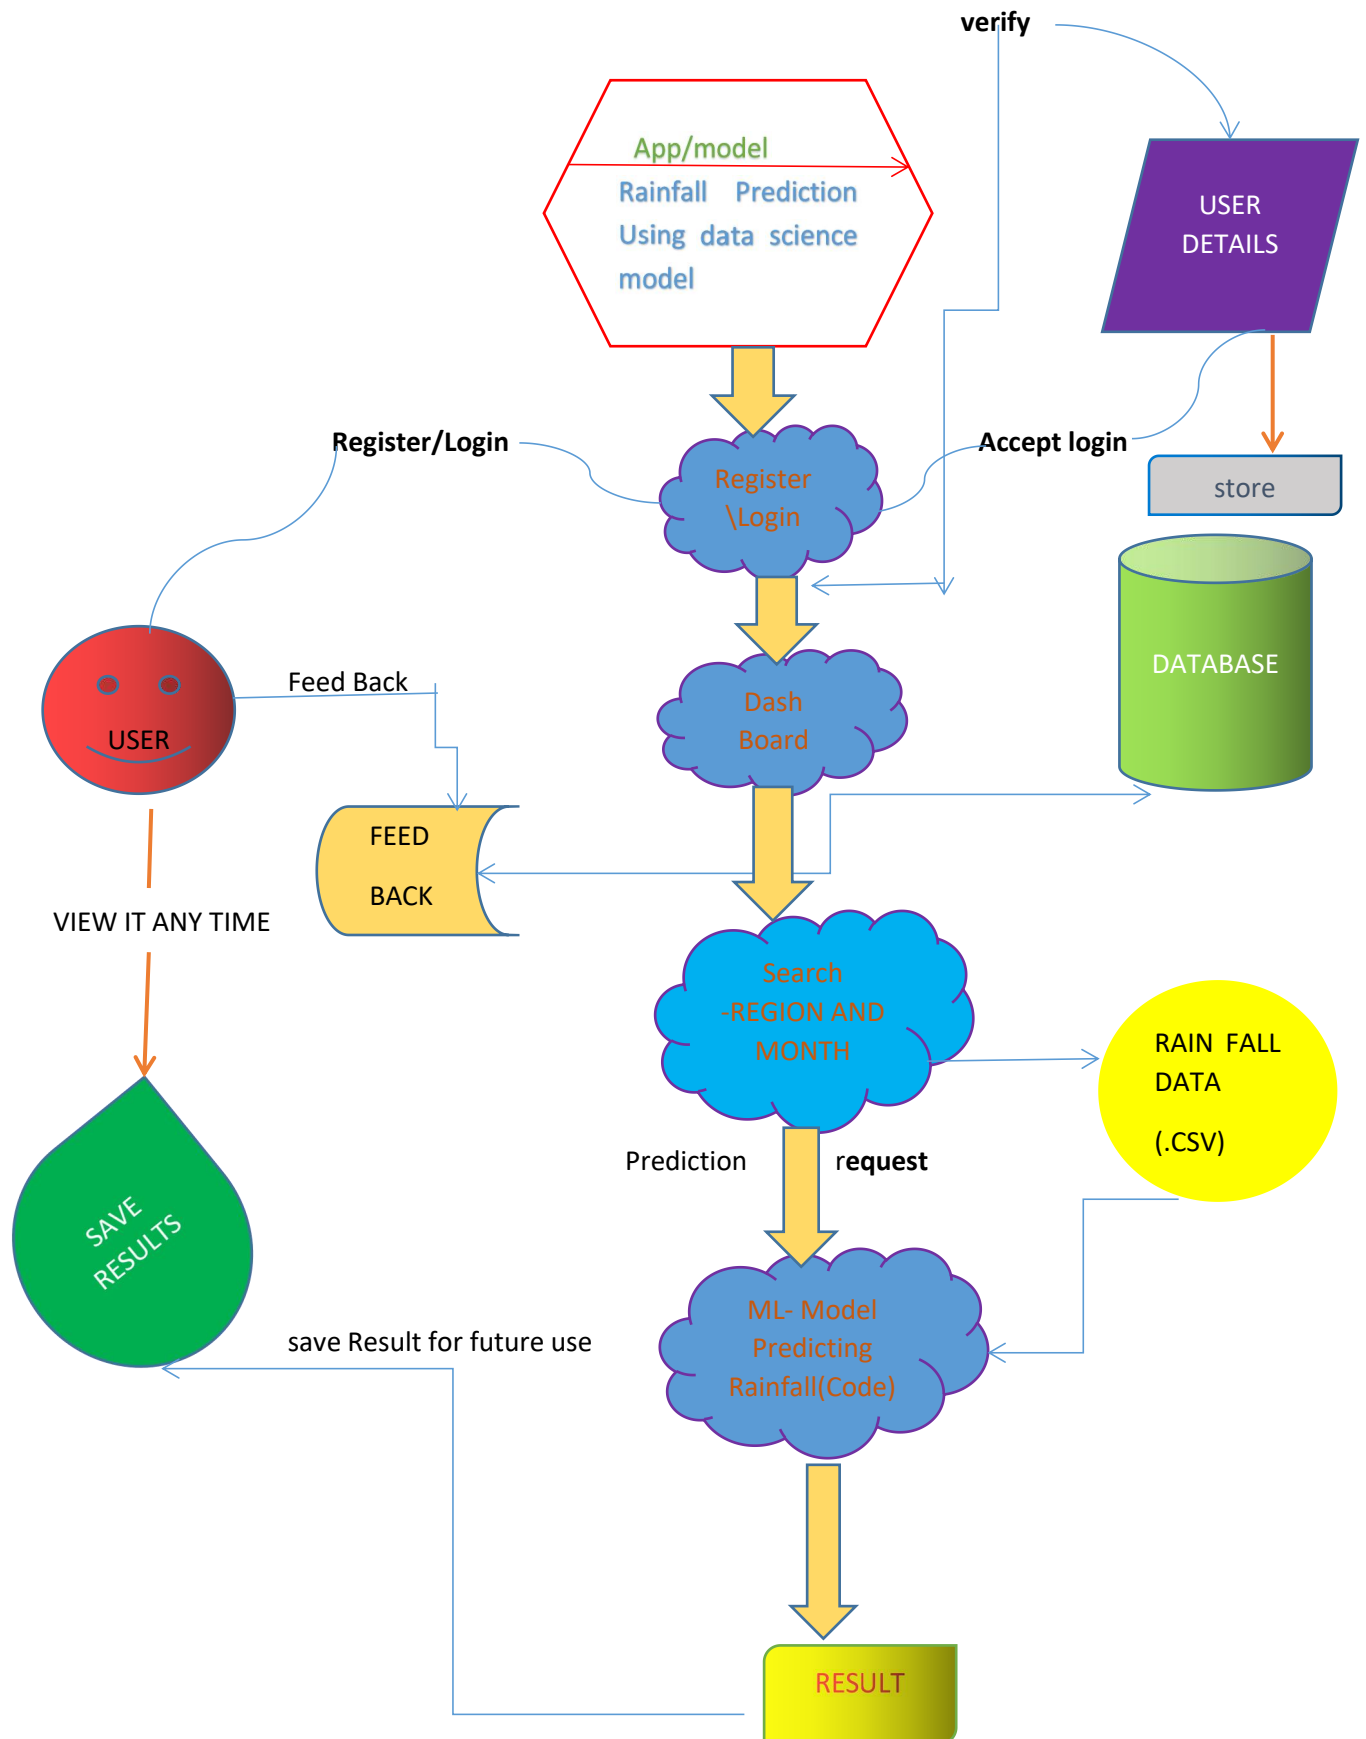 verify
App/model
Rainfall Prediction
Using data science
model
USER
DETAILS
Register/Login
Accept login
Register
\Login
store
DATABASE
Feed Back
USER
Dash
Board
FEED
BACK
VIEW IT ANY TIME
Search
-REGION AND
MONTH
RAIN FALL
DATA
(.CSV)
Prediction request
SAVE
RESULTS
ML- Model
Predicting
Rainfall(Code)
save Result for future use
RESULT